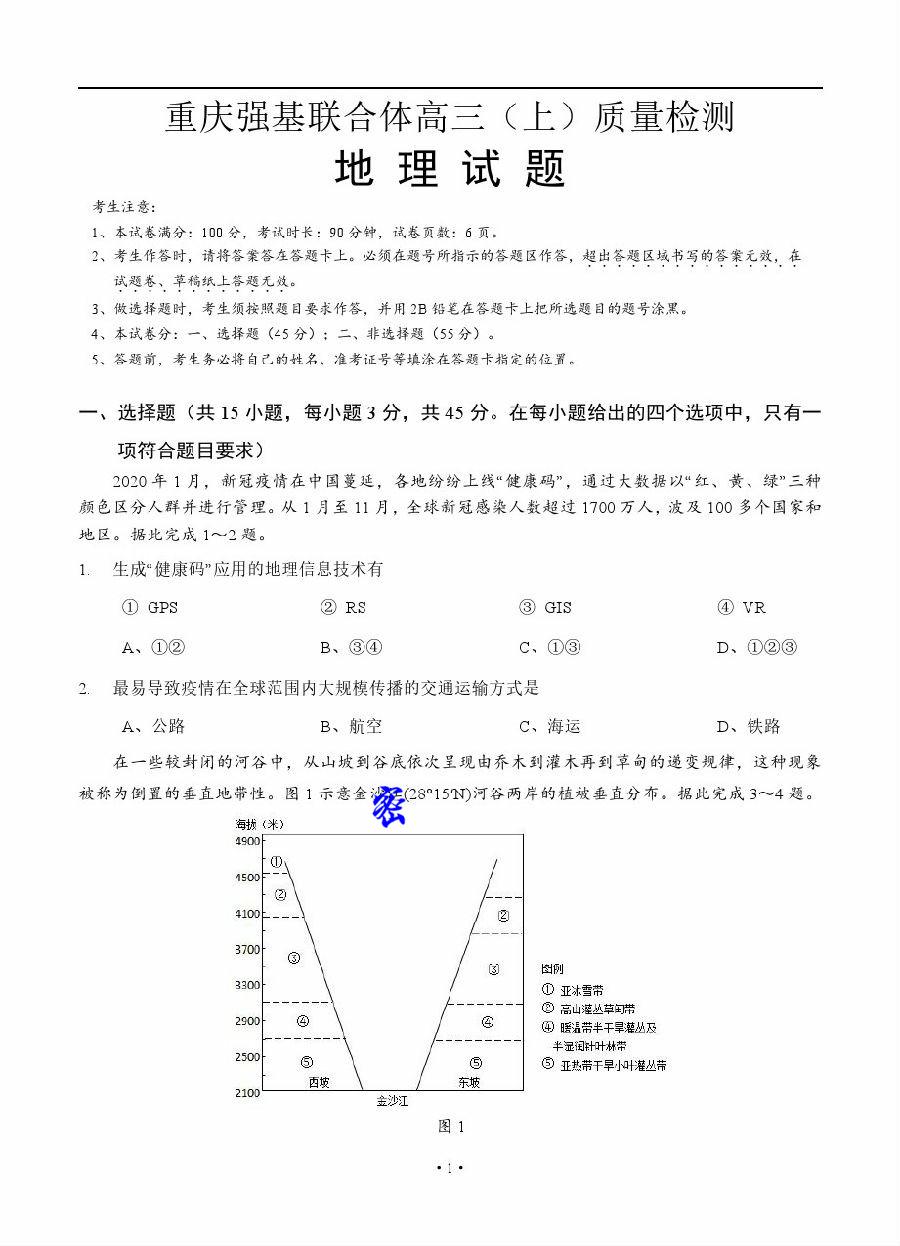 重庆强基联合体高三（上）质量检测
地 理 试 题
考生注意：
1、本试卷满分：100 分，考试时长：90 分钟，试卷页数：6 页。
2、考生作答时，请将答案答在答题卡上。必须在题号所指示的答题区作答，超出答题区域书写的答案无效，在
试题卷、草稿纸上答题无效。
3、做选择题时，考生须按照题目要求作答，并用 2B 铅笔在答题卡上把所选题目的题号涂黑。
4、本试卷分：一、选择题（45 分）；二、非选择题（55 分）。
5、答题前，考生务必将自己的姓名、准考证号等填涂在答题卡指定的位置。
一、选择题（共 15 小题，每小题 3 分，共 45 分。在每小题给出的四个选项中，只有一
项符合题目要求）
2020 年 1 月，新冠疫情在中国蔓延，各地纷纷上线“健康码”，通过大数据以“红、黄、绿”三种
颜色区分人群并进行管理。从 1 月至 11 月，全球新冠感染人数超过 1700 万人，波及 100 多个国家和
地区。据此完成 1～2 题。
1. 生成“健康码”应用的地理信息技术有
① GPS ② RS ③ GIS ④ VR
A、①② B、③④ C、①③ D、①②③
2. 最易导致疫情在全球范围内大规模传播的交通运输方式是
A、公路 B、航空 C、海运 D、铁路
在一些较封闭的河谷中，从山坡到谷底依次呈现由乔木到灌木再到草甸的递变规律，这种现象
被称为倒置的垂直地带性。图 1 示意金沙江(28°15′N)河谷两岸的植被垂直分布。据此完成 3～4 题。
密
海拔（米）
4900
4500
4100
3700
3300
2900
2500
2100
①
②
③
④
⑤
西坡
金沙江
②
③
④
⑤
东坡
图例
① 亚冰雪带
② 高山灌丛草甸带
④ 暖温带半干旱灌丛及
半湿润针叶林带
⑤ 亚热带干旱小叶灌丛带
图 1
• 1 •